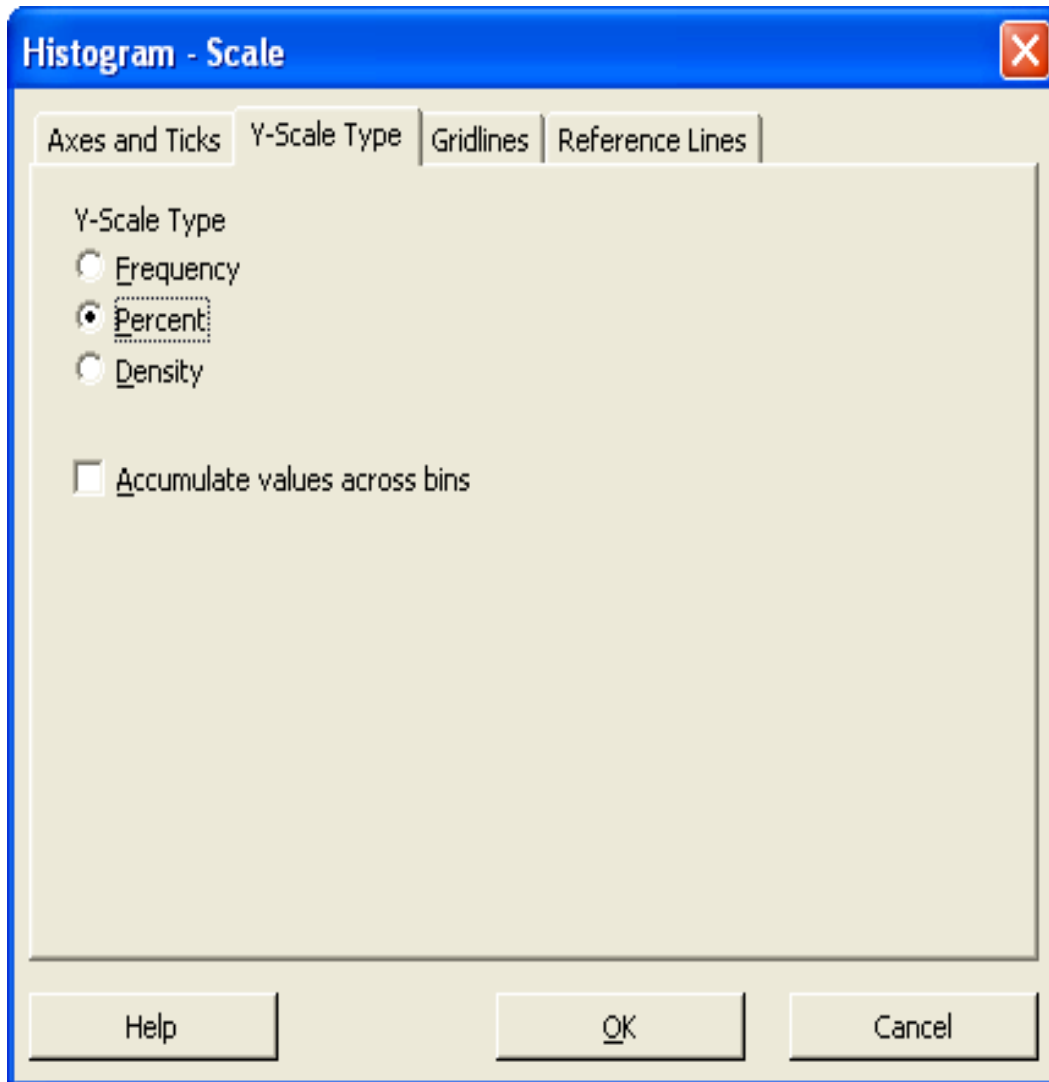 Histogram - Scale
Axes and Ticks Y-Scale Type Gridlines Reference Lines
Y-Scale Type
Frequency
Percent
Density
Accumulate values across bins
Help OK Cancel